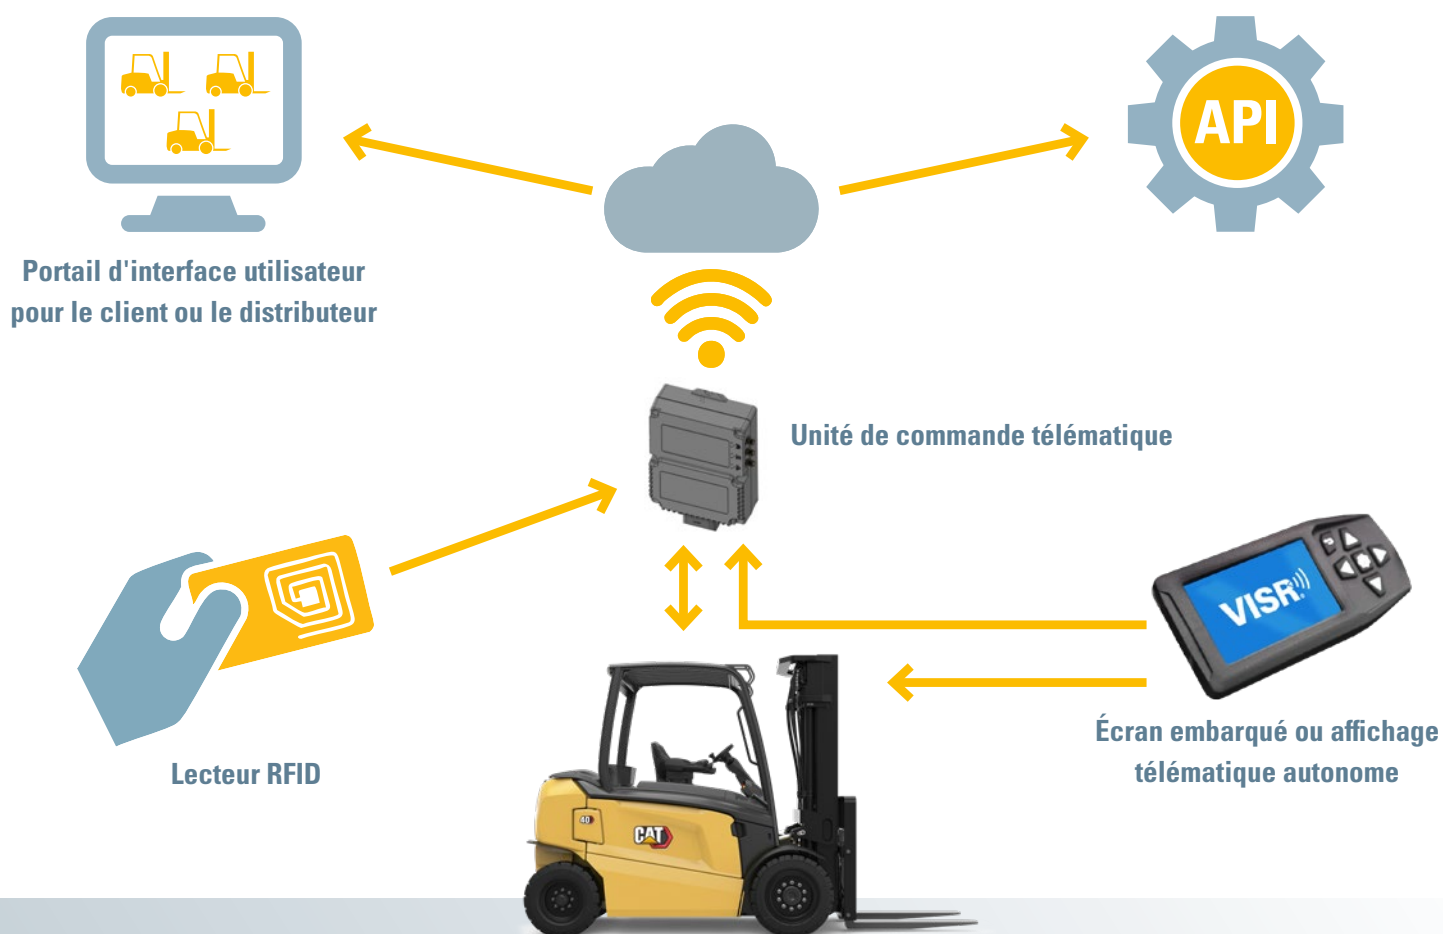 API
Portail d'interface utilisateur
pour le client ou le distributeur
Unité de commande télématique
VISR
Écran embarqué ou affichage
télématique autonome
Lecteur RFID
40
CAT